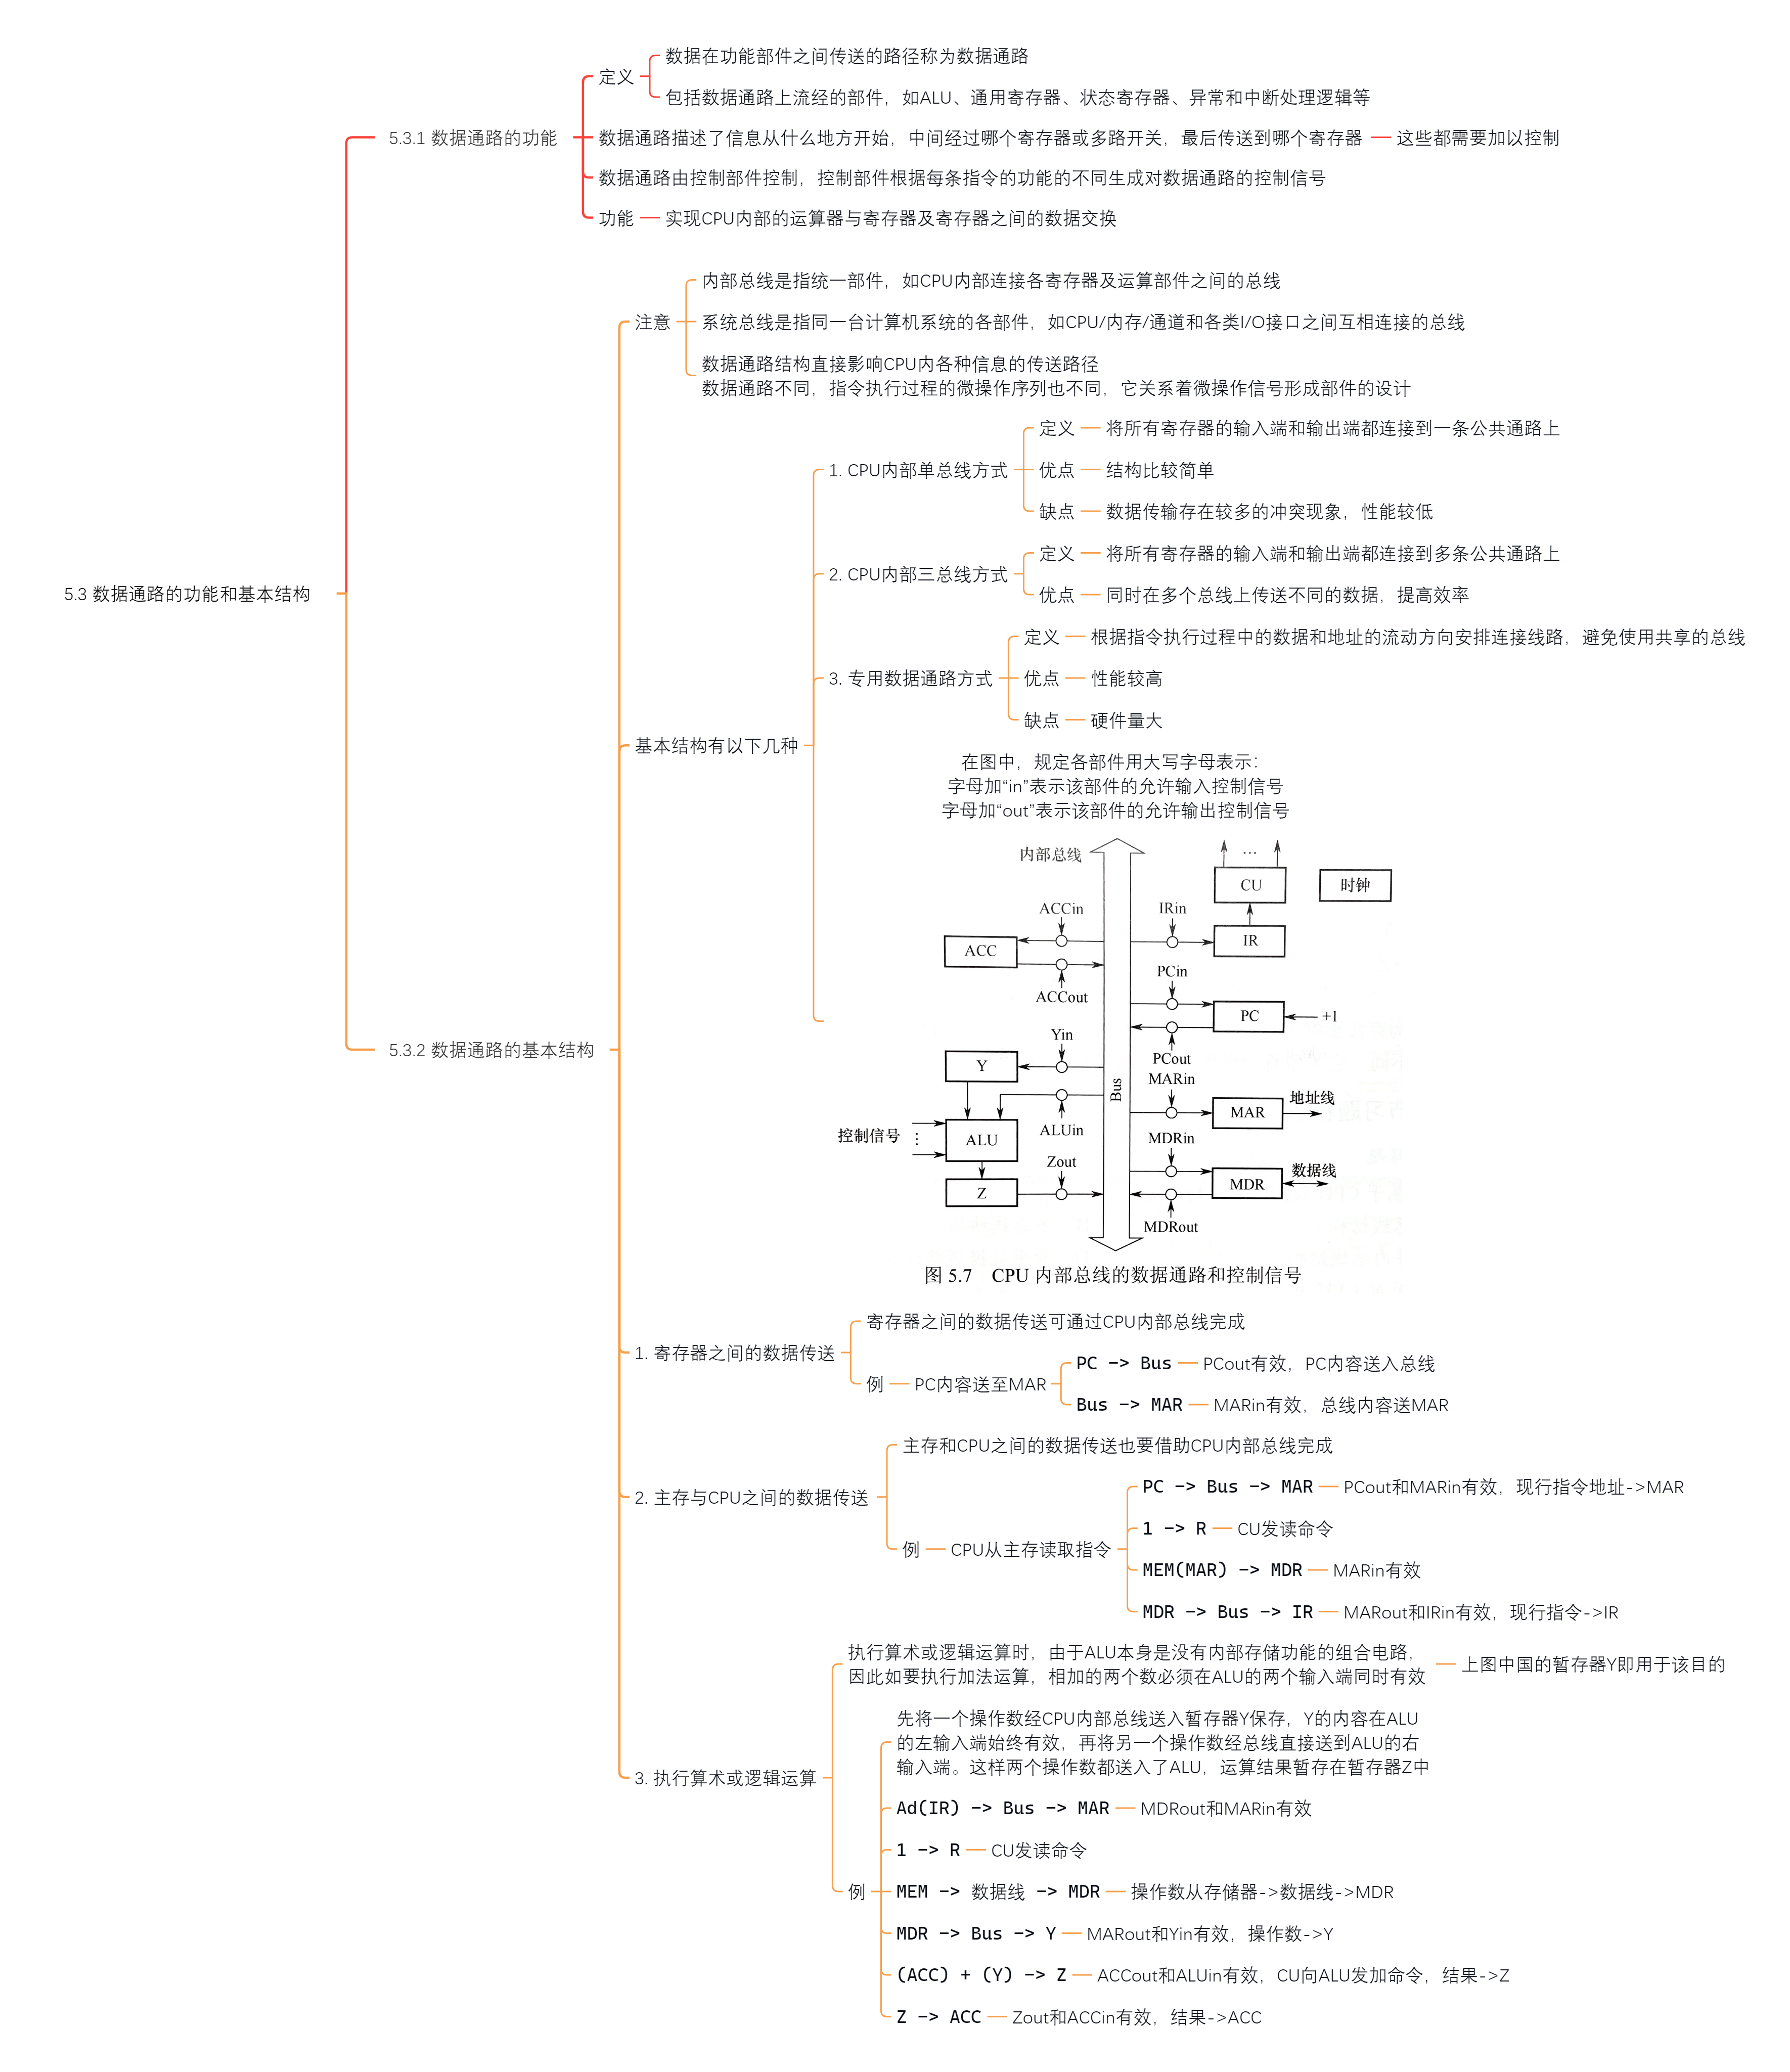 5.3 数据通路的功能和基本结构
5.3.1 数据通路的功能
定义
数据在功能部件之间传送的路径称为数据通路
包括数据通路上流经的部件，如ALU、通用寄存器、状态寄存器、异常和中断处理逻辑等
数据通路描述了信息从什么地方开始，中间经过哪个寄存器或多路开关，最后传送到哪个寄存器
这些都需要加以控制
数据通路由控制部件控制，控制部件根据每条指令的功能的不同生成对数据通路的控制信号
功能
实现CPU内部的运算器与寄存器及寄存器之间的数据交换
5.3.2 数据通路的基本结构
注意
内部总线是指统一部件，如CPU内部连接各寄存器及运算部件之间的总线
系统总线是指同一台计算机系统的各部件，如CPU/内存/通道和各类I/O接口之间互相连接的总线
数据通路结构直接影响CPU内各种信息的传送路径
数据通路不同，指令执行过程的微操作序列也不同，它关系着微操作信号形成部件的设计
基本结构有以下几种
1. CPU内部单总线方式
定义
将所有寄存器的输入端和输出端都连接到一条公共通路上
优点
结构比较简单
缺点
数据传输存在较多的冲突现象，性能较低
2. CPU内部三总线方式
定义
将所有寄存器的输入端和输出端都连接到多条公共通路上
优点
同时在多个总线上传送不同的数据，提高效率
3. 专用数据通路方式
定义
根据指令执行过程中的数据和地址的流动方向安排连接线路，避免使用共享的总线
优点
性能较高
缺点
硬件量大
在图中，规定各部件用大写字母表示：
字母加“in”表示该部件的允许输入控制信号
字母加“out”表示该部件的允许输出控制信号
内部总线
…
CU
时钟
ACCin
IRin
ACC
IR
ACCout
PCin
PC
+1
PCout
Yin
Y
MARin
Bus
MAR
地址线
ALUin
控制信号
⋮
ALU
MDRin
Zout
MDR
数据线
Z
MDRout
图 5.7 CPU 内部总线的数据通路和控制信号
1. 寄存器之间的数据传送
寄存器之间的数据传送可通过CPU内部总线完成
例
PC内容送至MAR
PC -> Bus
PCout有效，PC内容送入总线
Bus -> MAR
MARin有效，总线内容送MAR
2. 主存与CPU之间的数据传送
主存和CPU之间的数据传送也要借助CPU内部总线完成
例
CPU从主存读取指令
PC -> Bus -> MAR
PCout和MARin有效，现行指令地址->MAR
1 -> R
CU发读命令
MEM(MAR) -> MDR
MARin有效
MDR -> Bus -> IR
MARout和IRin有效，现行指令->IR
3. 执行算术或逻辑运算
执行算术或逻辑运算时，由于ALU本身是没有内部存储功能的组合电路，
因此如要执行加法运算，相加的两个数必须在ALU的两个输入端同时有效
上图中国的暂存器Y即用于该目的
例
先将一个操作数经CPU内部总线送入暂存器Y保存，Y的内容在ALU
的左输入端始终有效，再将另一个操作数经总线直接送到ALU的右
输入端。这样两个操作数都送入了ALU，运算结果暂存在暂存器Z中
Ad(IR) -> Bus -> MAR
MDRout和MARin有效
1 -> R
CU发读命令
MEM -> 数据线 -> MDR
操作数从存储器->数据线->MDR
MDR -> Bus -> Y
MARout和Yin有效，操作数->Y
(ACC) + (Y) -> Z
ACCout和ALUin有效，CU向ALU发加命令，结果->Z
Z -> ACC
Zout和ACCin有效，结果->ACC